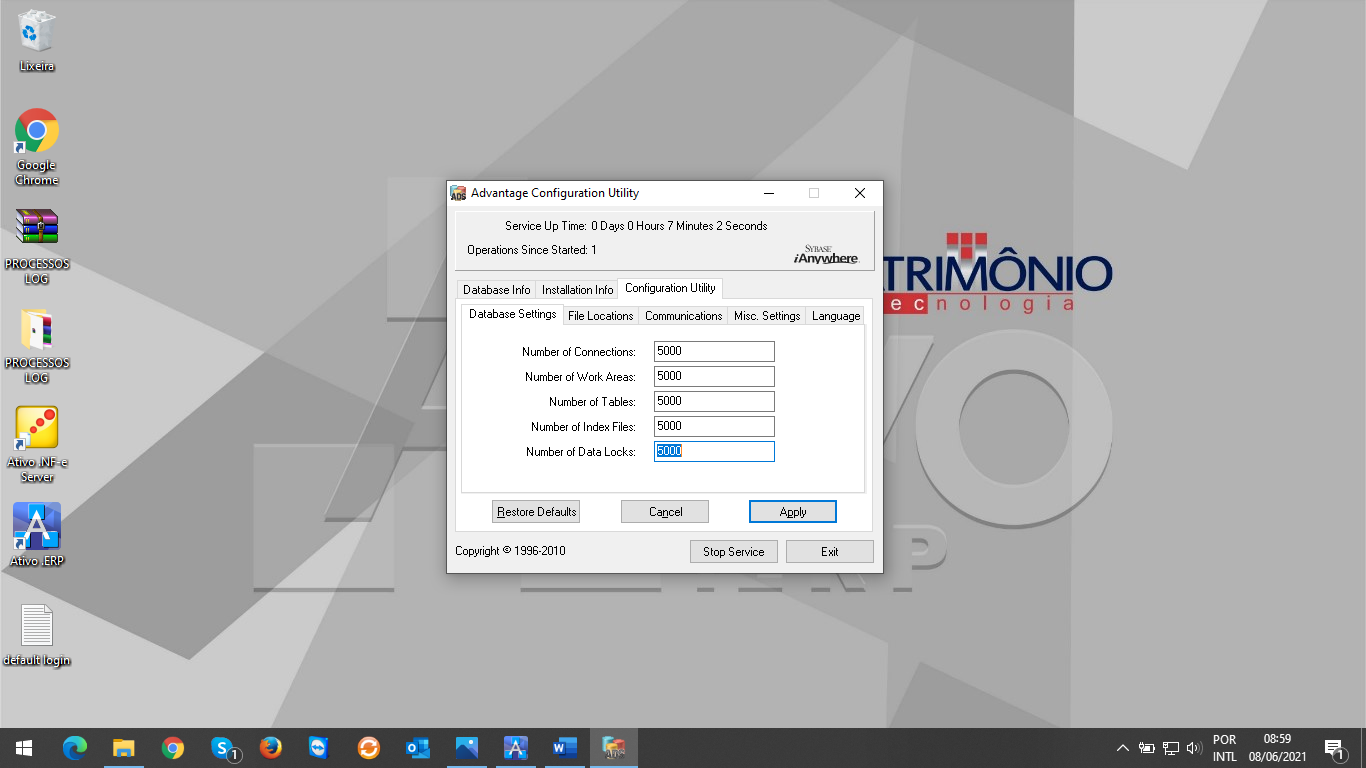 Lixeira
Google
Chrome
PROCESSOS
LOG
PROCESSOS
LOG
Ativo .NF-e
Server
Ativo .ERP
default login
Advantage Configuration Utility
Service Up Time: 0 Days 0 Hours 7 Minutes 2 Seconds
Operations Since Started: 1
SYBASE
iAnywhere
Database Info
Installation Info
Configuration Utility
Database Settings
File Locations
Communications
Misc. Settings
Language
Number of Connections: 5000
Number of Work Areas: 5000
Number of Tables: 5000
Number of Index Files: 5000
Number of Data Locks: 5000
Restore Defaults
Cancel
Apply
Copyright © 1996-2010
Stop Service
Exit
TRIMÔNIO
ecnologia
POR
INTL
08:59
08/06/2021
1
1